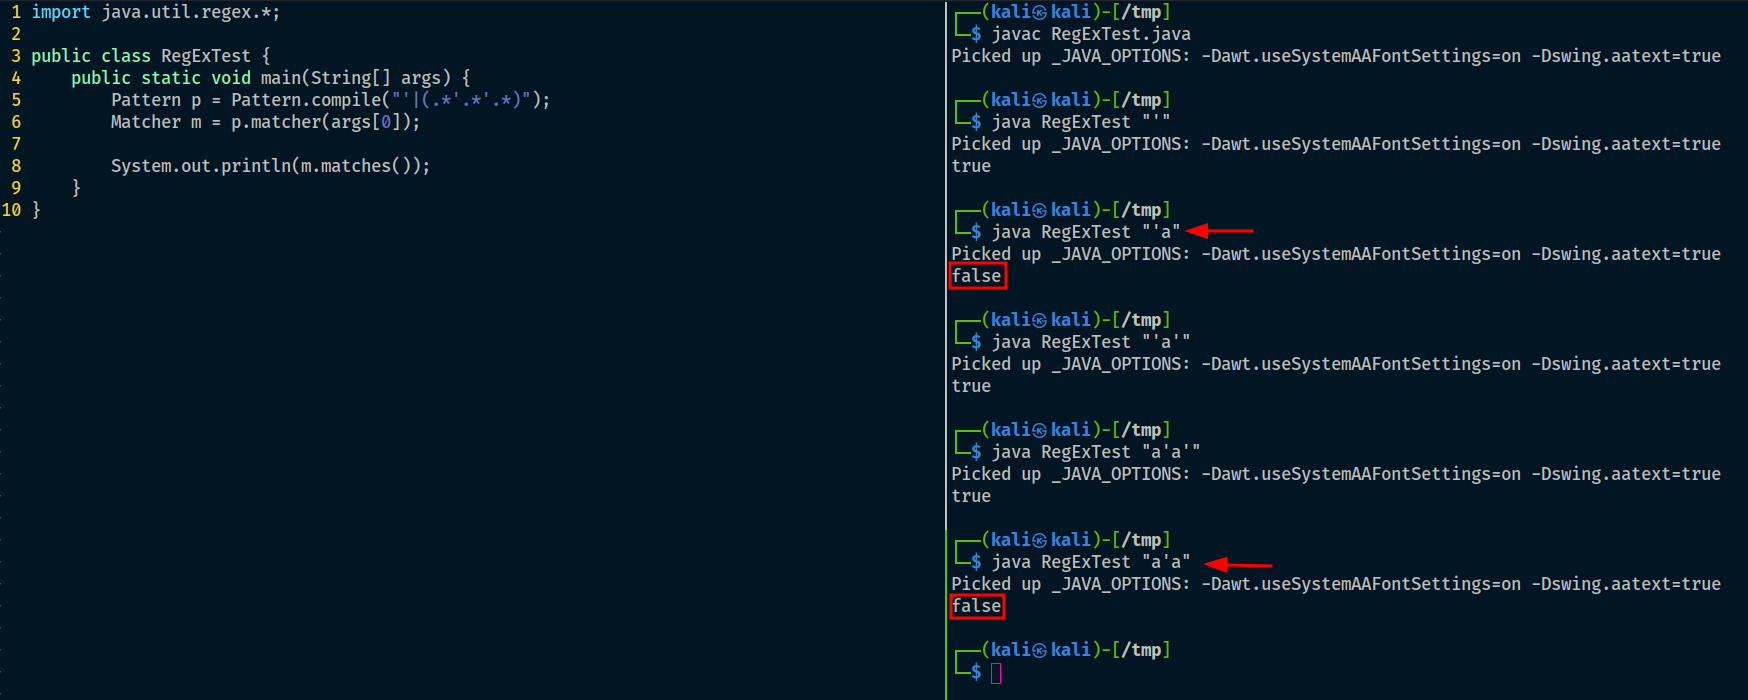 1 import java.util.regex.*;
2
3 public class RegExTest {
4     public static void main(String[] args) {
5         Pattern p = Pattern.compile("'|(.*'.*'.*)");
6         Matcher m = p.matcher(args[0]);
7
8         System.out.println(m.matches());
9     }
10 }
┌──(kali㉿kali)-[/tmp]
└─$ javac RegExTest.java
Picked up _JAVA_OPTIONS: -Dawt.useSystemAAFontSettings=on -Dswing.aatext=true
┌──(kali㉿kali)-[/tmp]
└─$ java RegExTest "'"
Picked up _JAVA_OPTIONS: -Dawt.useSystemAAFontSettings=on -Dswing.aatext=true
true
┌──(kali㉿kali)-[/tmp]
└─$ java RegExTest "'a"
Picked up _JAVA_OPTIONS: -Dawt.useSystemAAFontSettings=on -Dswing.aatext=true
false
┌──(kali㉿kali)-[/tmp]
└─$ java RegExTest "'a'"
Picked up _JAVA_OPTIONS: -Dawt.useSystemAAFontSettings=on -Dswing.aatext=true
true
┌──(kali㉿kali)-[/tmp]
└─$ java RegExTest "a'a'"
Picked up _JAVA_OPTIONS: -Dawt.useSystemAAFontSettings=on -Dswing.aatext=true
true
┌──(kali㉿kali)-[/tmp]
└─$ java RegExTest "a'a"
Picked up _JAVA_OPTIONS: -Dawt.useSystemAAFontSettings=on -Dswing.aatext=true
false
┌──(kali㉿kali)-[/tmp]
└─$